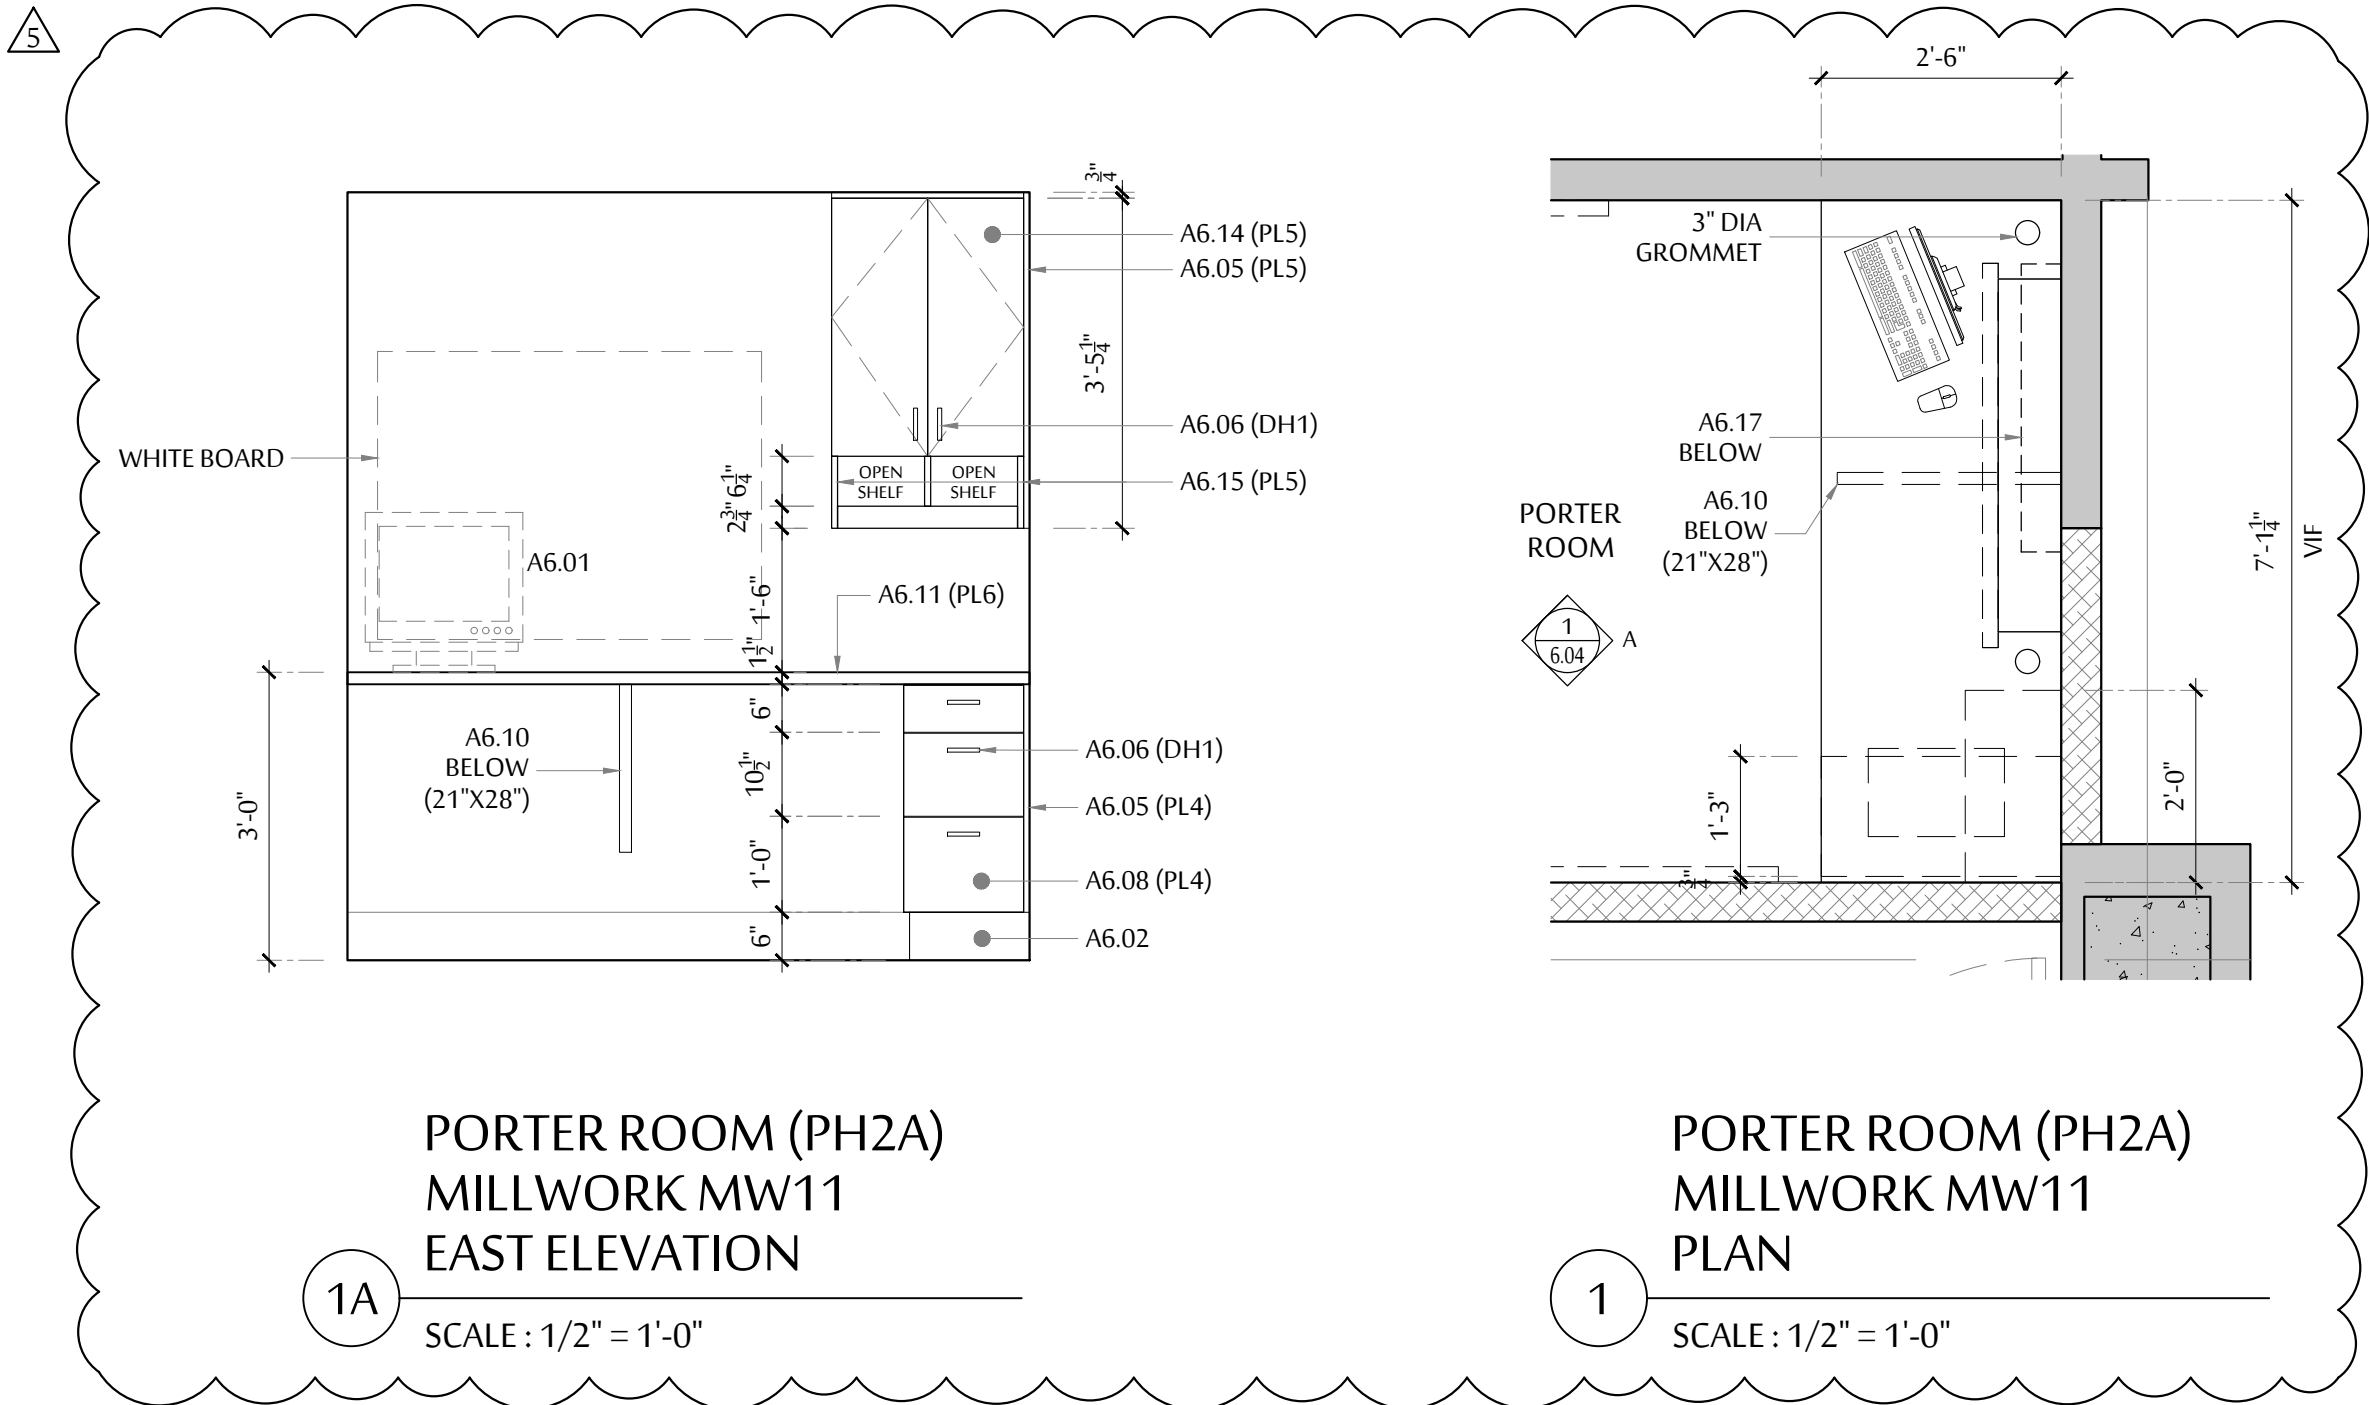 5
2'-6"
3/4"
A6.14 (PL5)
A6.05 (PL5)
3'-5 1/4"
A6.06 (DH1)
WHITE BOARD
OPEN
SHELF
OPEN
SHELF
A6.15 (PL5)
6 1/4"
2 3/4"
A6.01
1'-6"
A6.11 (PL6)
1 1/2"
6"
A6.10
BELOW
(21"X28")
10 1/2"
A6.06 (DH1)
A6.05 (PL4)
3'-0"
1'-0"
A6.08 (PL4)
6"
A6.02
3" DIA
GROMMET
A6.17
BELOW
A6.10
BELOW
(21"X28")
PORTER
ROOM
7'-1 1/4"
VIF
1
6.04
A
1'-3"
2'-0"
3/4"
PORTER ROOM (PH2A)
MILLWORK MW11
EAST ELEVATION
1A
SCALE : 1/2" = 1'-0"
PORTER ROOM (PH2A)
MILLWORK MW11
PLAN
1
SCALE : 1/2" = 1'-0"